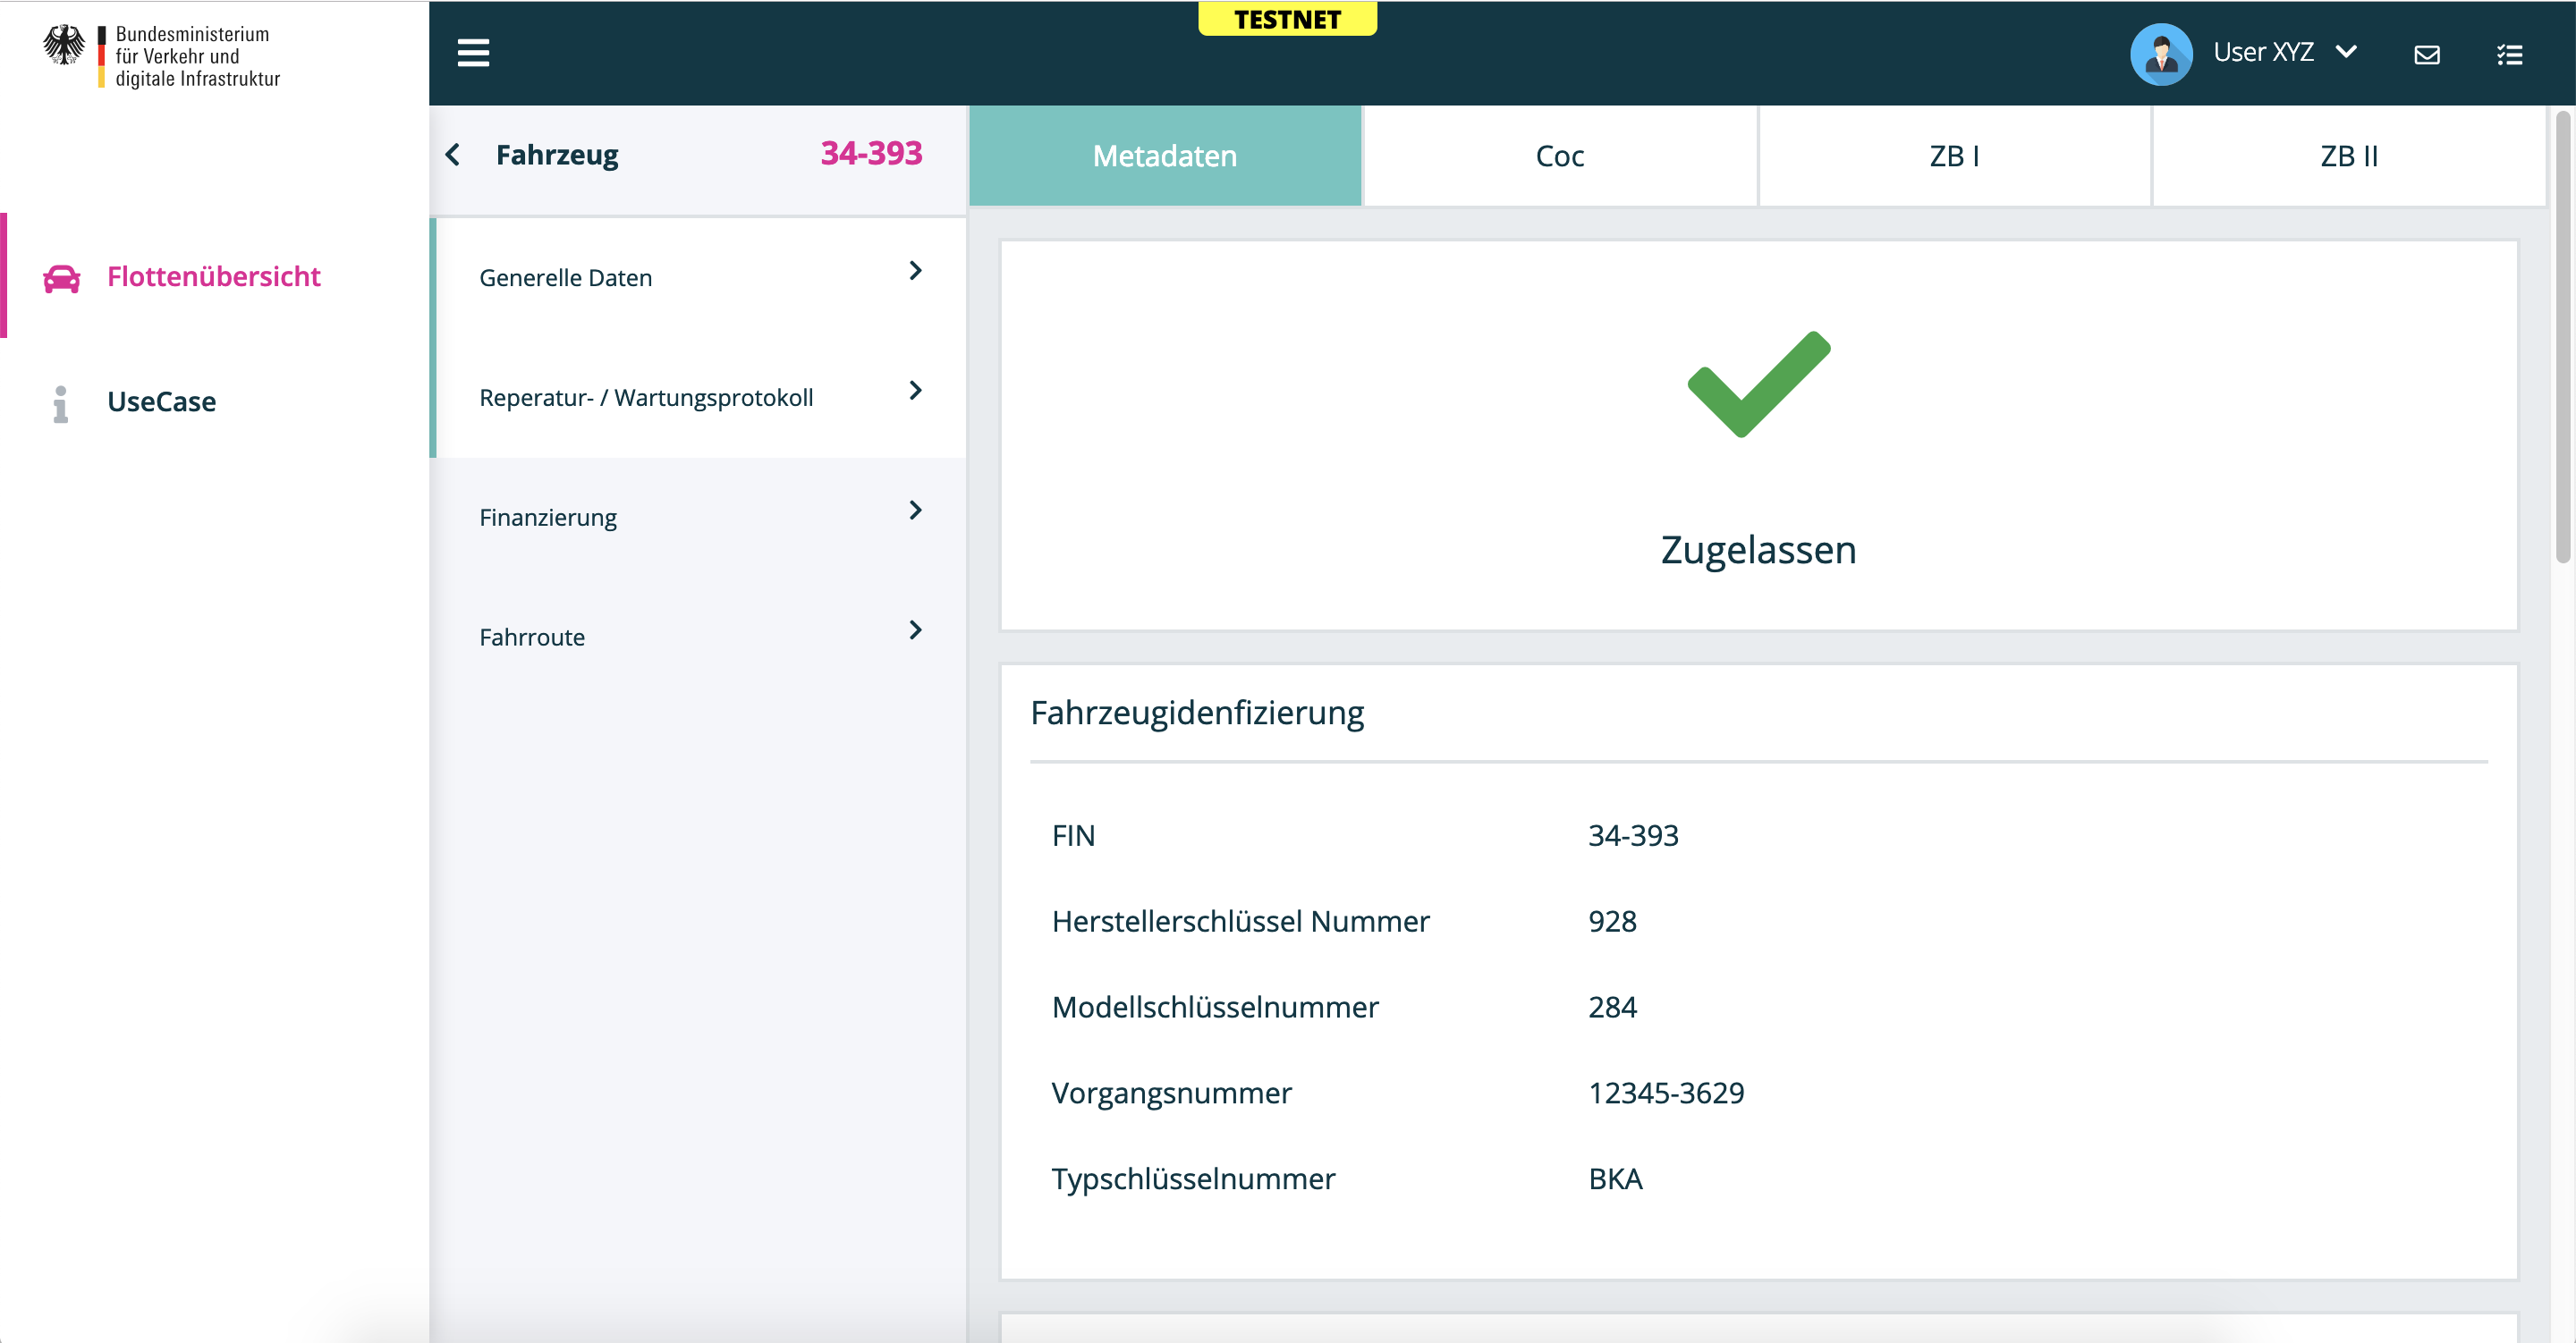 Bundesministerium
für Verkehr und
digitale Infrastruktur
TESTNET
User XYZ
Flottenübersicht
UseCase
Fahrzeug 34-393
Generelle Daten
Reperatur- / Wartungsprotokoll
Finanzierung
Fahrroute
Metadaten Coc ZB I ZB II
Zugelassen
Fahrzeugidenfizierung
FIN 34-393
Herstellerschlüssel Nummer 928
Modellschlüsselnummer 284
Vorgangsnummer 12345-3629
Typschlüsselnummer BKA